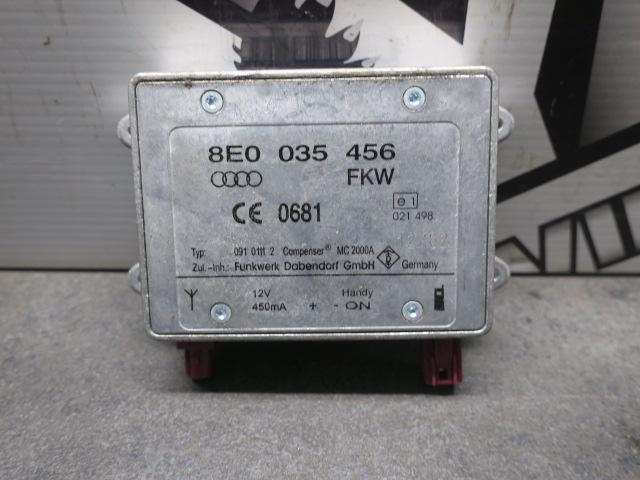 8E0 035 456
FKW
CE 0681
e1
021 498
Typ: 091 0111 2 Compenser® MC 2000A
Zul.-Inh.: Funkwerk Dabendorf GmbH Germany
12V Handy
450mA + - ON